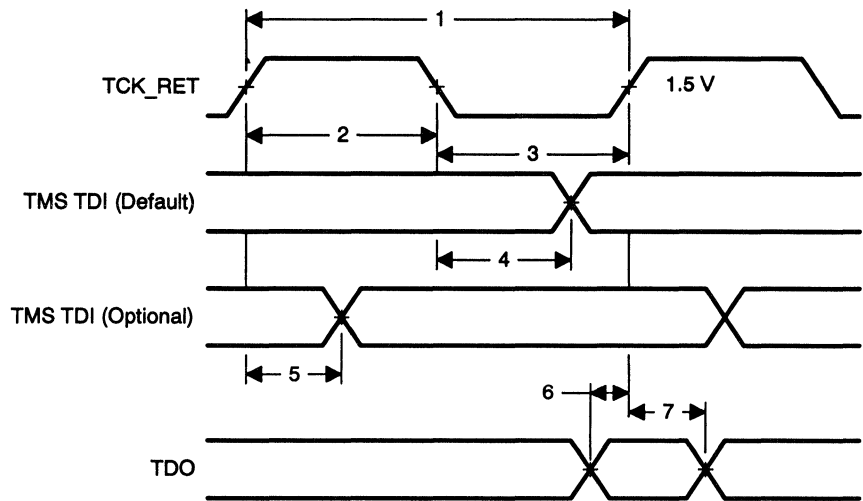 1
TCK_RET
1.5 V
2
3
TMS TDI (Default)
4
TMS TDI (Optional)
5
6
7
TDO